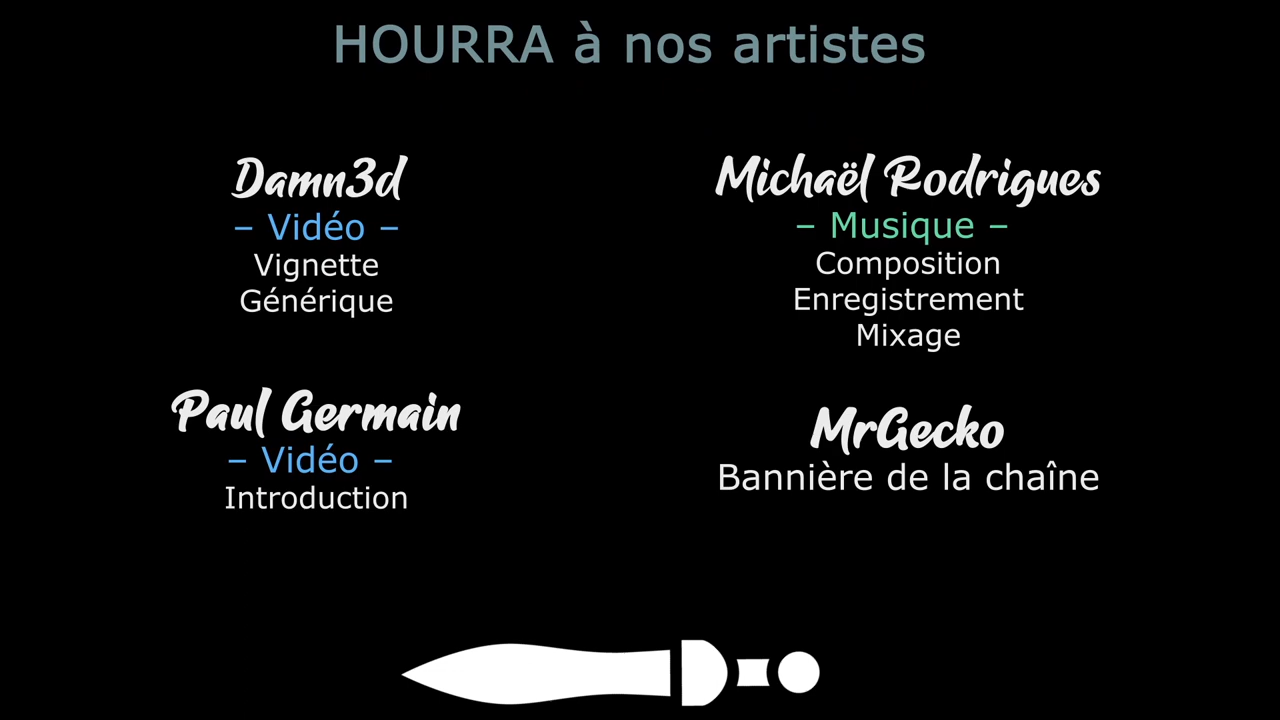 HOURRA à nos artistes
Damn3d
– Vidéo –
Vignette
Générique
Michaël Rodrigues
– Musique –
Composition
Enregistrement
Mixage
Paul Germain
– Vidéo –
Introduction
MrGecko
Bannière de la chaîne